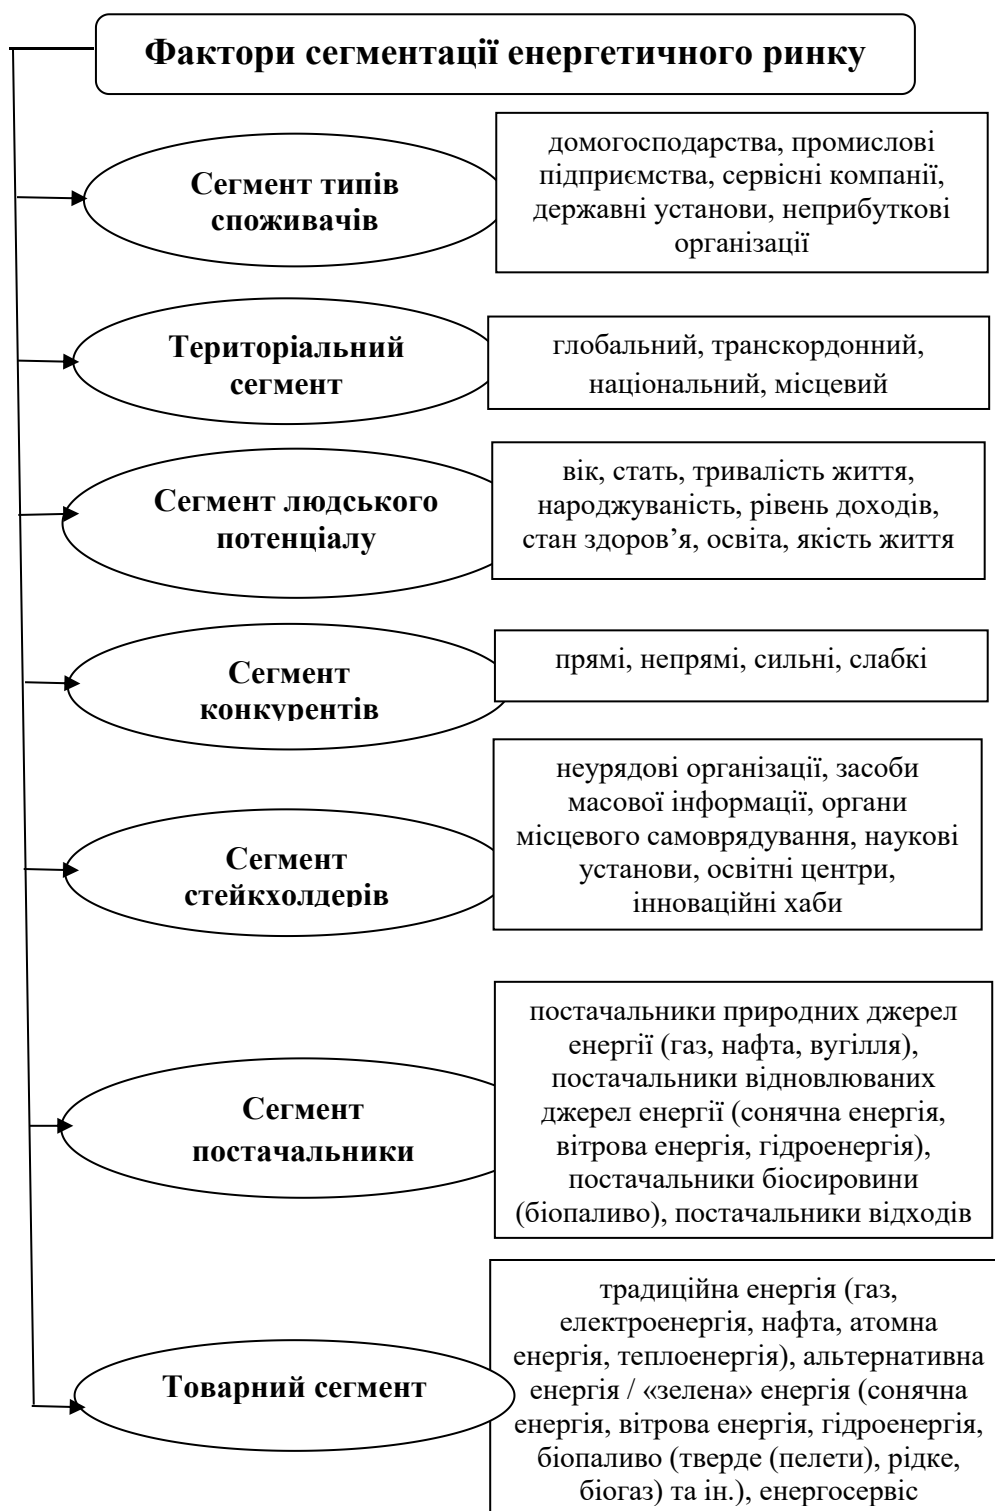 Фактори сегментації енергетичного ринку
Сегмент типів
споживачів
домогосподарства, промислові
підприємства, сервісні компанії,
державні установи, неприбуткові
організації
Територіальний
сегмент
глобальний, транскордонний,
національний, місцевий
Сегмент людського
потенціалу
вік, стать, тривалість життя,
народжуваність, рівень доходів,
стан здоров’я, освіта, якість життя
Сегмент
конкурентів
прямі, непрямі, сильні, слабкі
Сегмент
стейкхолдерів
неурядові організації, засоби
масової інформації, органи
місцевого самоврядування, наукові
установи, освітні центри,
інноваційні хаби
Сегмент
постачальники
постачальники природних джерел
енергії (газ, нафта, вугілля),
постачальники відновлюваних
джерел енергії (сонячна енергія,
вітрова енергія, гідроенергія),
постачальники біосировини
(біопаливо), постачальники відходів
Товарний сегмент
традиційна енергія (газ,
електроенергія, нафта, атомна
енергія, теплоенергія), альтернативна
енергія / «зелена» енергія (сонячна
енергія, вітрова енергія, гідроенергія,
біопаливо (тверде (пелети), рідке,
біогаз) та ін.), енергосервіс